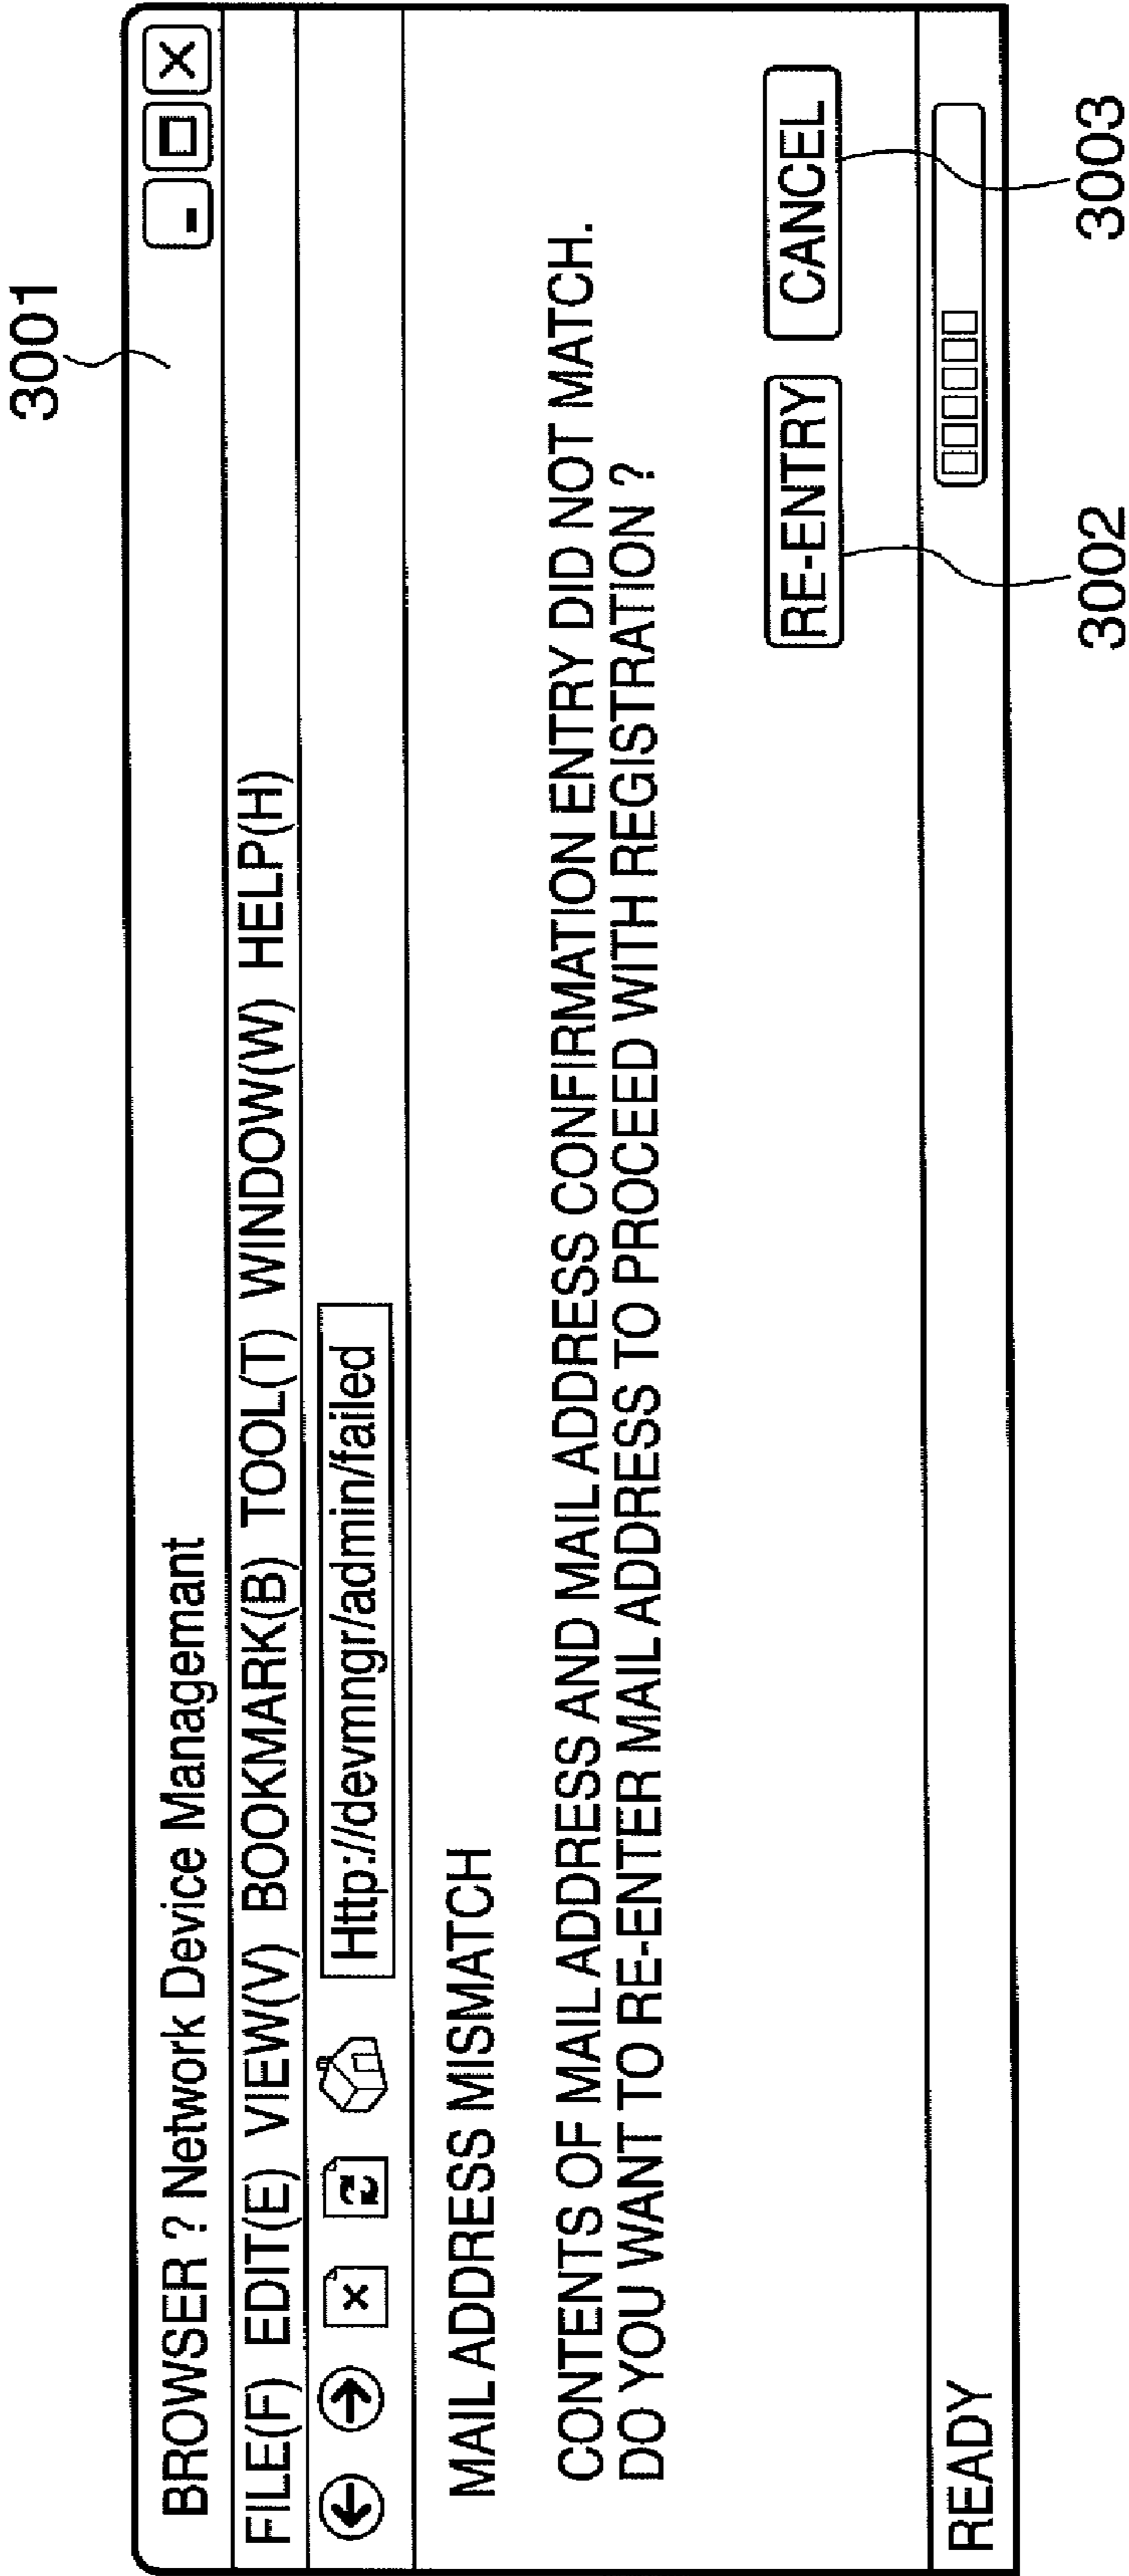 3001
BROWSER ? Network Device Managemant
FILE(F) EDIT(E) VIEW(V) BOOKMARK(B) TOOL(T) WINDOW(W) HELP(H)
Http://devmngr/admin/failed
MAIL ADDRESS MISMATCH
CONTENTS OF MAIL ADDRESS AND MAIL ADDRESS CONFIRMATION ENTRY DID NOT MATCH.
DO YOU WANT TO RE-ENTER MAIL ADDRESS TO PROCEED WITH REGISTRATION ?
RE-ENTRY CANCEL
READY
3002 3003